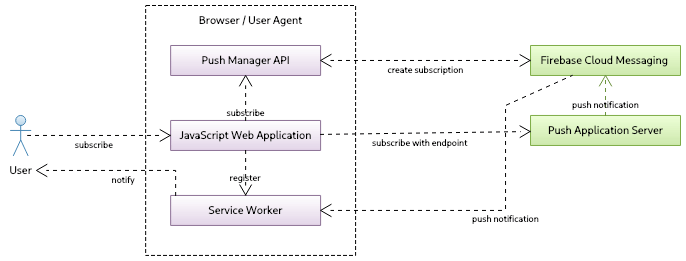 Browser / User Agent
Push Manager API
Firebase Cloud Messaging
create subscription
subscribe
push notification
JavaScript Web Application
Push Application Server
subscribe
subscribe with endpoint
User
register
notify
Service Worker
push notification